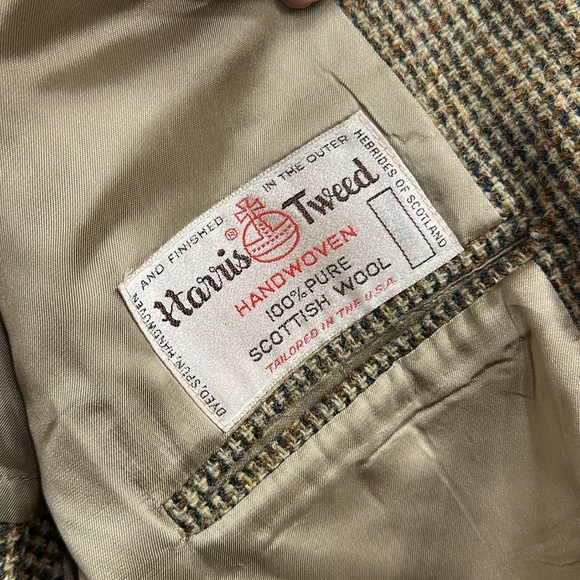 DYED, SPUN, HANDWOVEN AND FINISHED IN THE OUTER HEBRIDES OF SCOTLAND
Harris Tweed
®
HANDWOVEN
100% PURE
SCOTTISH WOOL
TAILORED IN THE U.S.A.